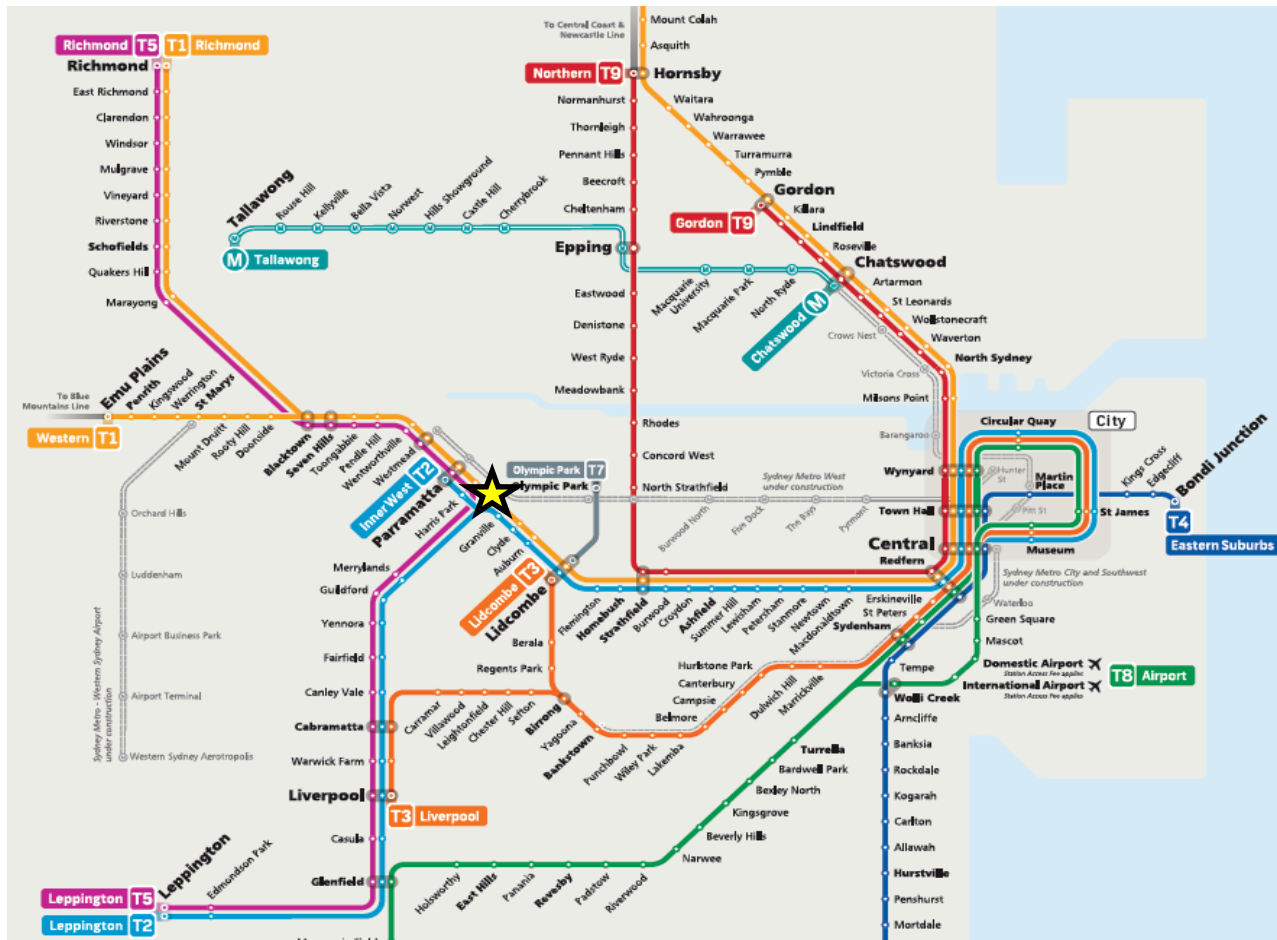 To Central Coast &
Newcastle Line
Mount Colah
Asquith
Richmond T5
T1 Richmond
Richmond
East Richmond
Clarendon
Windsor
Mulgrave
Vineyard
Riverstone
Schofields
Quakers Hill
Marayong
Northern T9
Hornsby
Normanhurst
Thornleigh
Pennant Hills
Beecroft
Cheltenham
Epping
Eastwood
Denistone
West Ryde
Meadowbank
Rhodes
Concord West
North Strathfield
Waitara
Wahroonga
Warrawee
Turramurra
Pymble
Gordon
Gordon T9
Killara
Lindfield
Roseville
Chatswood
Artarmon
St Leonards
Wollstonecraft
Waverton
North Sydney
Milsons Point
Tallawong
M Tallawong
Rouse Hill
Kellyville
Bella Vista
Norwest
Hills Showground
Castle Hill
Cherrybrook
Macquarie
University
Macquarie Park
North Ryde
Chatswood M
Crows Nest
Victoria Cross
Barangaroo
To Blue
Mountains Line
Western T1
Emu Plains
Penrith
Kingswood
Werrington
St Marys
Mount Druitt
Rooty Hill
Doonside
Blacktown
Seven Hills
Toongabbie
Pendle Hill
Wentworthville
Westmead
Inner West T2
Parramatta
Harris Park
Granville
Clyde
Auburn
Lidcombe T3
Lidcombe
Olympic Park T7
Olympic Park
Sydney Metro West
under construction
Burwood North
Five Dock
The Bays
Pyrmont
City
Circular Quay
Wynyard
Hunter
St
Martin
Place
Town Hall
Pitt St
St James
Central
Museum
Redfern
Kings Cross
Edgecliff
Bondi Junction
T4
Eastern Suburbs
Sydney Metro City and Southwest
under construction
Waterloo
Flemington
Homebush
Strathfield
Burwood
Croydon
Ashfield
Summer Hill
Lewisham
Petersham
Stanmore
Newtown
Macdonaldtown
Erskineville
St Peters
Sydenham
Green Square
Mascot
Domestic Airport
Station Access Fee applies
International Airport
Station Access Fee applies
T8 Airport
Tempe
Wolli Creek
Arncliffe
Banksia
Rockdale
Kogarah
Carlton
Allawah
Hurstville
Penshurst
Mortdale
Orchard Hills
Luddenham
Airport Business Park
Airport Terminal
Western Sydney Aerotropolis
Sydney Metro - Western Sydney Airport
under construction
Merrylands
Guildford
Yennora
Fairfield
Canley Vale
Cabramatta
Warwick Farm
Liverpool
T3 Liverpool
Casula
Glenfield
Leppington
Edmondson Park
Leppington T5
Leppington T2
Berala
Regents Park
Carramar
Villawood
Leightonfield
Chester Hill
Sefton
Birrong
Yagoona
Bankstown
Punchbowl
Wiley Park
Lakemba
Belmore
Campsie
Canterbury
Hurlstone Park
Dulwich Hill
Marrickville
Turrella
Bardwell Park
Bexley North
Kingsgrove
Beverly Hills
Narwee
Riverwood
Padstow
Revesby
Panania
East Hills
Holsworthy